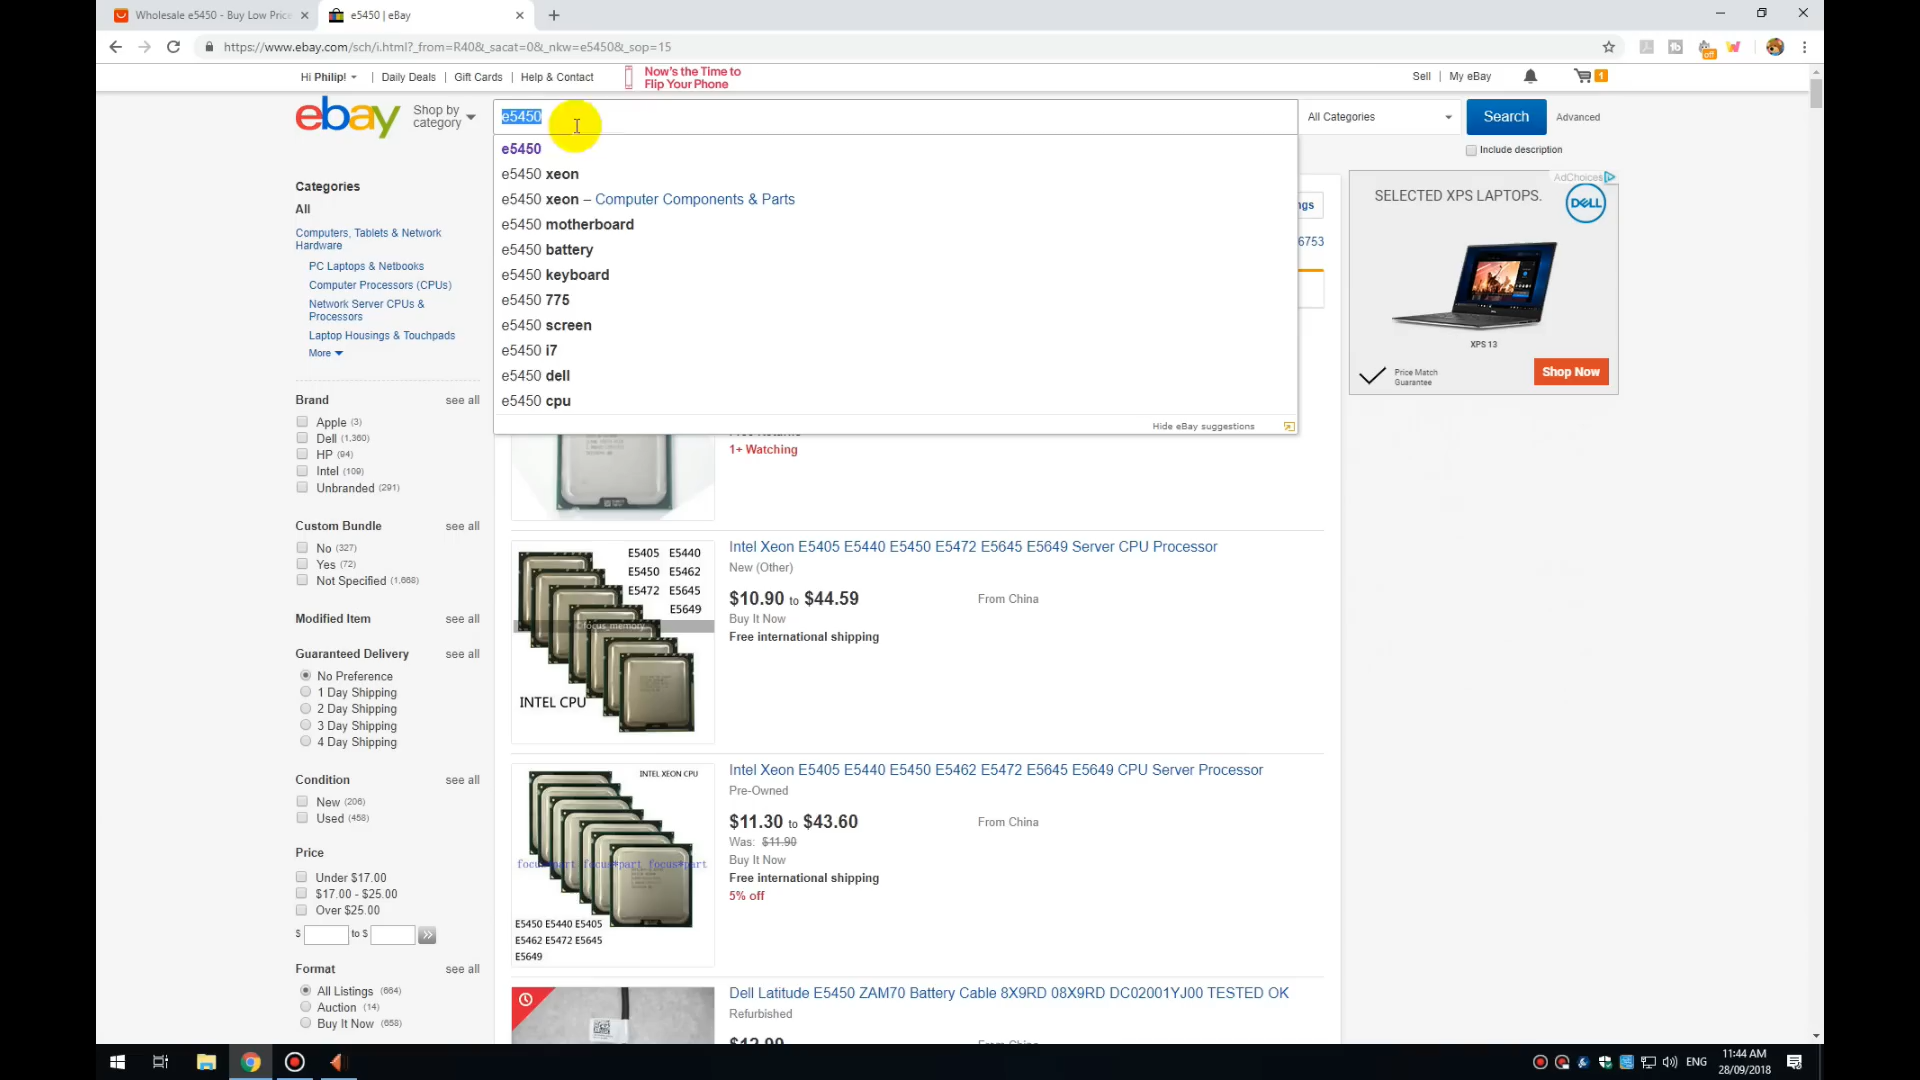 Wholesale e5450 - Buy Low Price
e5450 | eBay
https://www.ebay.com/sch/i.html?_from=R40&_sacat=0&_nkw=e5450&_sop=15
Hi Philip!
Daily Deals
Gift Cards
Help & Contact
Now's the Time to
Flip Your Phone
Sell
My eBay
1
ebay
Shop by
category
e5450
All Categories
Search
Advanced
Include description
e5450
e5450 xeon
e5450 xeon – Computer Components & Parts
e5450 motherboard
e5450 battery
e5450 keyboard
e5450 775
e5450 screen
e5450 i7
e5450 dell
e5450 cpu
Hide eBay suggestions
ngs
6753
Categories
All
Computers, Tablets & Network
Hardware
PC Laptops & Netbooks
Computer Processors (CPUs)
Network Server CPUs &
Processors
Laptop Housings & Touchpads
More
Brand
see all
Apple (3)
Dell (1,360)
HP (94)
Intel (109)
Unbranded (291)
Custom Bundle
see all
No (327)
Yes (72)
Not Specified (1,668)
Modified Item
see all
Guaranteed Delivery
see all
No Preference
1 Day Shipping
2 Day Shipping
3 Day Shipping
4 Day Shipping
Condition
see all
New (206)
Used (458)
Price
Under $17.00
$17.00 - $25.00
Over $25.00
$
to $
Format
see all
All Listings (664)
Auction (14)
Buy It Now (658)
1+ Watching
E5405 E5440
E5450 E5462
E5472 E5645
E5649
©focus_memory
INTEL CPU
Intel Xeon E5405 E5440 E5450 E5472 E5645 E5649 Server CPU Processor
New (Other)
$10.90 to $44.59
From China
Buy It Now
Free international shipping
INTEL XEON CPU
focus*part focus*part focus*part
E5450 E5440 E5405
E5462 E5472 E5645
E5649
Intel Xeon E5405 E5440 E5450 E5462 E5472 E5645 E5649 CPU Server Processor
Pre-Owned
$11.30 to $43.60
From China
Was: $11.90
Buy It Now
Free international shipping
5% off
Dell Latitude E5450 ZAM70 Battery Cable 8X9RD 08X9RD DC02001YJ00 TESTED OK
Refurbished
AdChoices
SELECTED XPS LAPTOPS.
DELL
XPS 13
Price Match
Guarantee
Shop Now
off
ENG
11:44 AM
28/09/2018